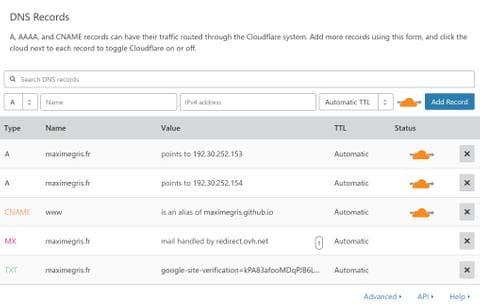 DNS Records
A, AAAA, and CNAME records can have their traffic routed through the Cloudflare system. Add more records using this form, and click the
cloud next to each record to toggle Cloudflare on or off.
Search DNS records
A Name IPv4 address Automatic TTL Add Record
Type Name Value TTL Status
A maximegris.fr points to 192.30.252.153 Automatic
A maximegris.fr points to 192.30.252.154 Automatic
CNAME www is an alias of maximegris.github.io Automatic
MX maximegris.fr mail handled by redirect.ovh.net 1 Automatic
TXT maximegris.fr google-site-verification=kPA83afooMDqPJB6L... Automatic
Advanced API Help